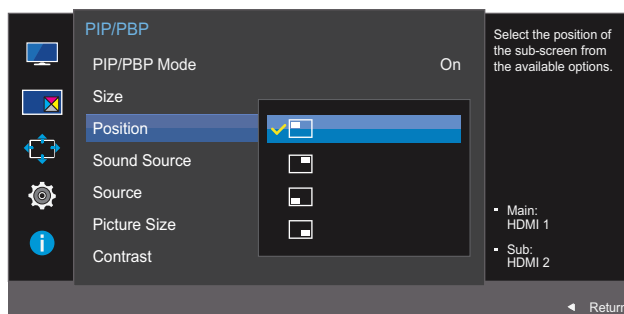 PIP/PBP
PIP/PBP Mode On
Size
Position
Sound Source
Source
Picture Size
Contrast
Select the position of
the sub-screen from
the available options.
Main:
HDMI 1
Sub:
HDMI 2
Return